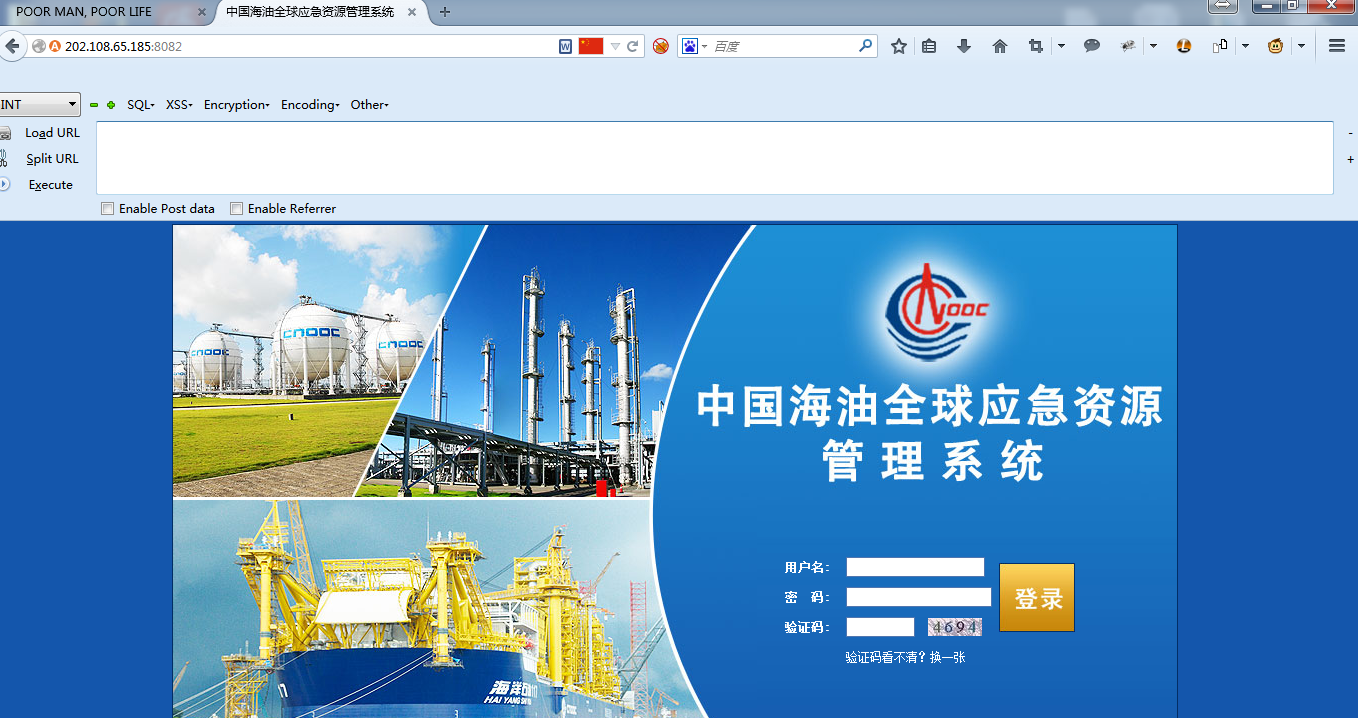 POOR MAN, POOR LIFE
中国海油全球应急资源管理系统
202.108.65.185:8082
百度
INT
SQL
XSS
Encryption
Encoding
Other
Load URL
Split URL
Execute
Enable Post data
Enable Referrer
CNOOC
CNOOC
CNOOC
NOOC
中国海油全球应急资源
管理系统
用户名：
密 码：
验证码：
4694
登录
验证码看不清？换一张
海洋石油
HAI YANG SHI YOU